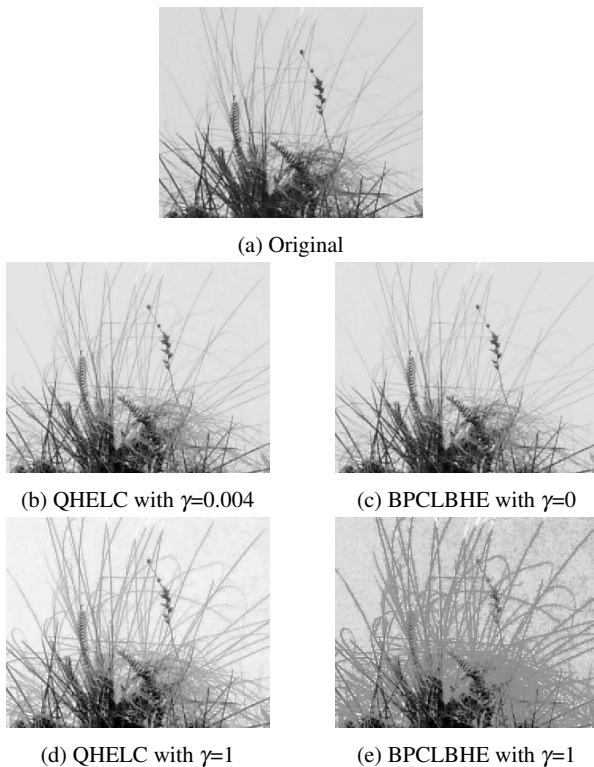 (a) Original
(b) QHELC with γ=0.004
(c) BPCLBHE with γ=0
(d) QHELC with γ=1
(e) BPCLBHE with γ=1